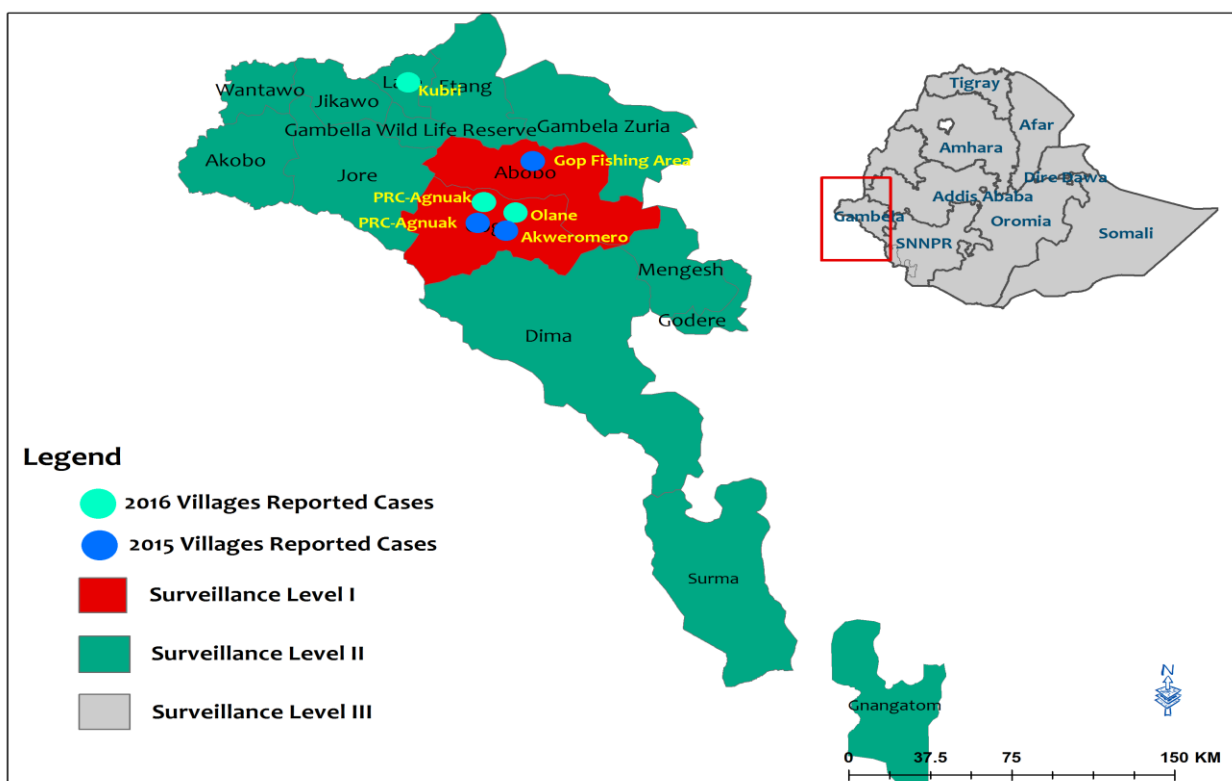 Wantawo
Jikawo
Kubri
Gambella Wild Life Reserve
Gambela Zuria
Akobo
Jore
Gop Fishing Area
Abobo
PRC-Agnuak
Olane
PRC-Agnuak
Akweromero
Mengesh
Godere
Dima
Surma
Gnangatom
Tigray
Afar
Amhara
Dire Dawa
Addis Ababa
Gambela
Oromia
SNNPR
Somali
Legend
2016 Villages Reported Cases
2015 Villages Reported Cases
Surveillance Level I
Surveillance Level II
Surveillance Level III
N
0 37.5 75 150 KM